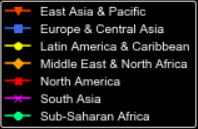 East Asia & Pacific
Europe & Central Asia
Latin America & Caribbean
Middle East & North Africa
North America
South Asia
Sub-Saharan Africa